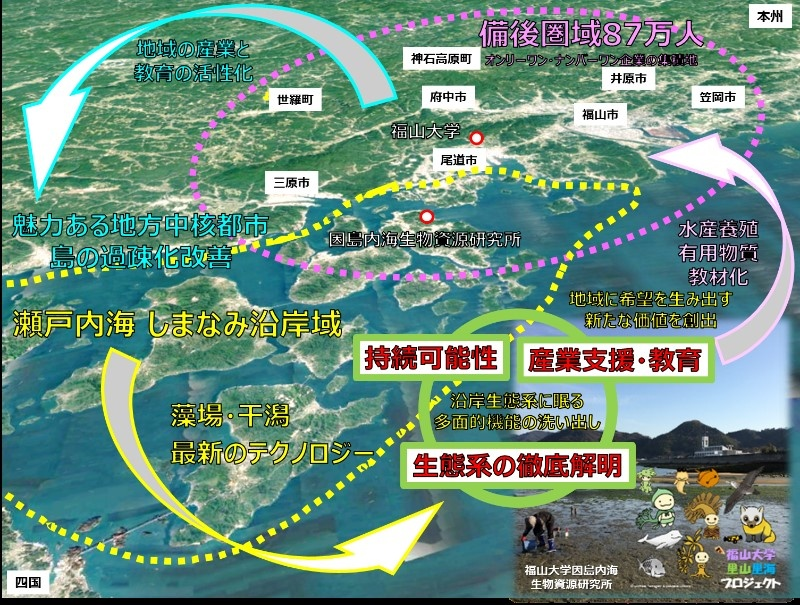 本州
備後圏域87万人
オンリーワン・ナンバーワン企業の集積地
地域の産業と
教育の活性化
神石高原町
井原市
世羅町
府中市
笠岡市
福山市
福山大学
尾道市
三原市
魅力ある地方中核都市
島の過疎化改善
因島内海生物資源研究所
水産養殖
有用物質
教材化
地域に希望を生み出す
新たな価値を創出
瀬戸内海 しまなみ沿岸域
持続可能性
産業支援・教育
藻場・干潟
最新のテクノロジー
沿岸生態系に眠る
多面的機能の洗い出し
生態系の徹底解明
福山大学因島内海
生物資源研究所
福山大学
里山里海
プロジェクト
四国